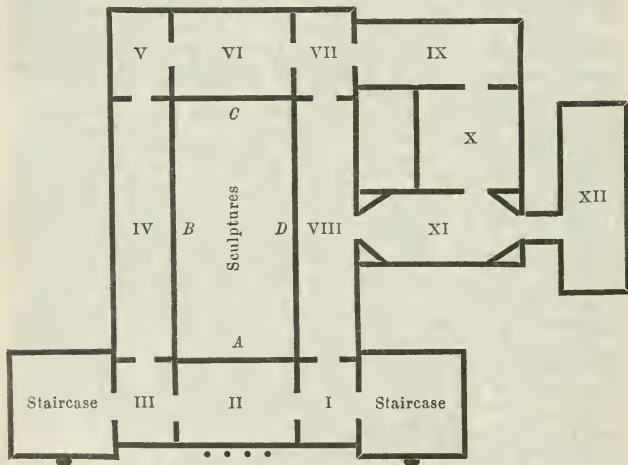 V VI VII IX
C
X
XII
IV B Sculptures D VIII XI
A
Staircase III II I Staircase